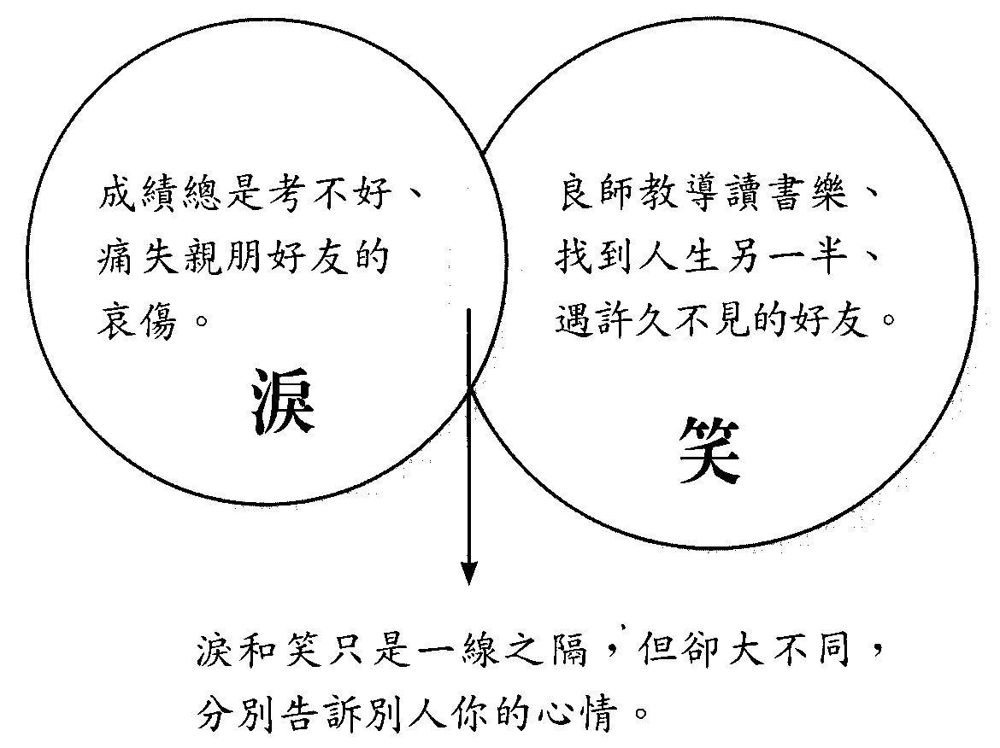 成績總是考不好、
痛失親朋好友的
哀傷。
淚
良師教導讀書樂、
找到人生另一半、
遇許久不見的好友。
笑
淚和笑只是一線之隔，但卻大不同，
分別告訴別人你的心情。